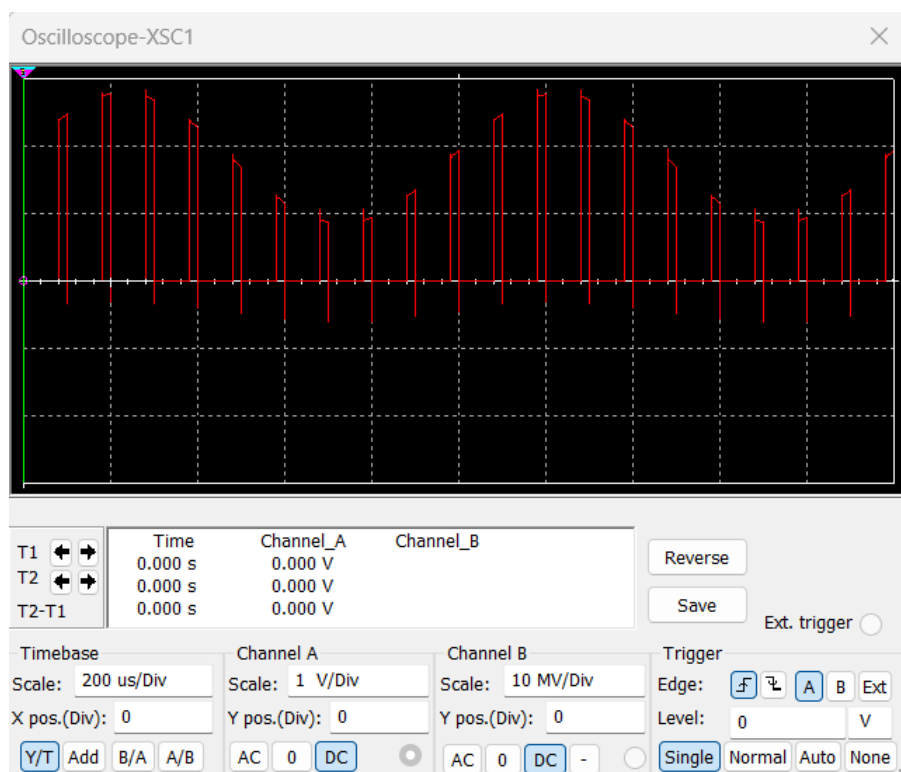 Oscilloscope-XSC1
Time Channel_A Channel_B
T1 0.000 s 0.000 V
T2 0.000 s 0.000 V
T2-T1 0.000 s 0.000 V
Reverse
Save
Ext. trigger
Timebase
Scale: 200 us/Div
X pos.(Div): 0
Y/T Add B/A A/B
Channel A
Scale: 1 V/Div
Y pos.(Div): 0
AC 0 DC
Channel B
Scale: 10 MV/Div
Y pos.(Div): 0
AC 0 DC -
Trigger
Edge: A B Ext
Level: 0 V
Single Normal Auto None